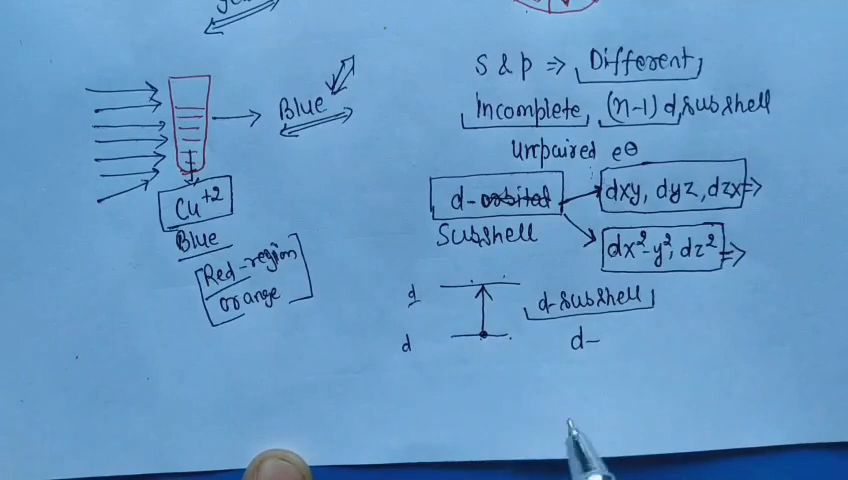 Blue
Cu+2
Blue
Red-region
orange
S & P ⇒ Different
Incomplete, (n-1) d, subshell
Unpaired e⊖
d-orbital
Subshell
dxy, dyz, dzx ⇒
dx²-y², dz² ⇒
d
d
d-subshell
d-